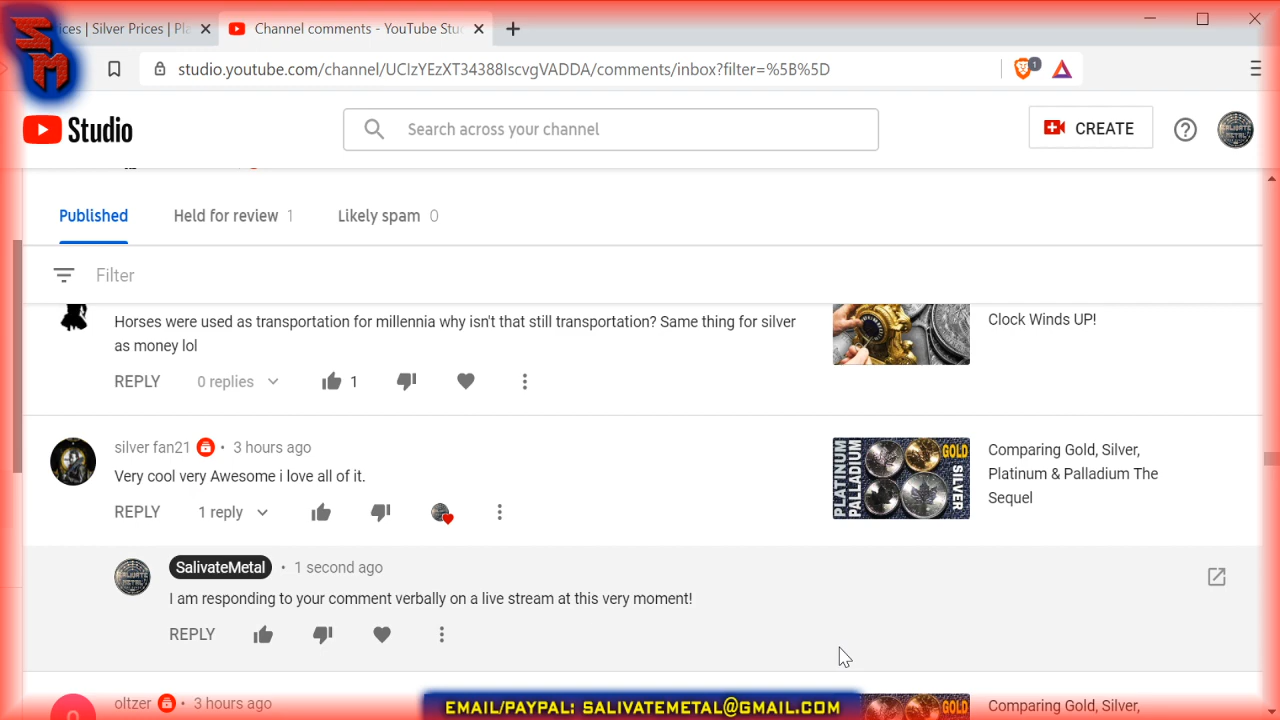 SM
ices | Silver Prices | Pla
Channel comments - YouTube Stu
studio.youtube.com/channel/UCIzYEzXT34388IscvgVADDA/comments/inbox?filter=%5B%5D
1
Studio
Search across your channel
CREATE
Published
Held for review 1
Likely spam 0
Filter
Horses were used as transportation for millennia why isn't that still transportation? Same thing for silver
as money lol
Clock Winds UP!
REPLY 0 replies 1
silver fan21 • 3 hours ago
Very cool very Awesome i love all of it.
REPLY 1 reply
PLATINUM
PALLADIUM
GOLD
SILVER
Comparing Gold, Silver,
Platinum & Palladium The
Sequel
SalivateMetal • 1 second ago
I am responding to your comment verbally on a live stream at this very moment!
REPLY
oltzer • 3 hours ago
GOLD
Comparing Gold, Silver,
EMAIL/PAYPAL: SALIVATEMETAL@GMAIL.COM